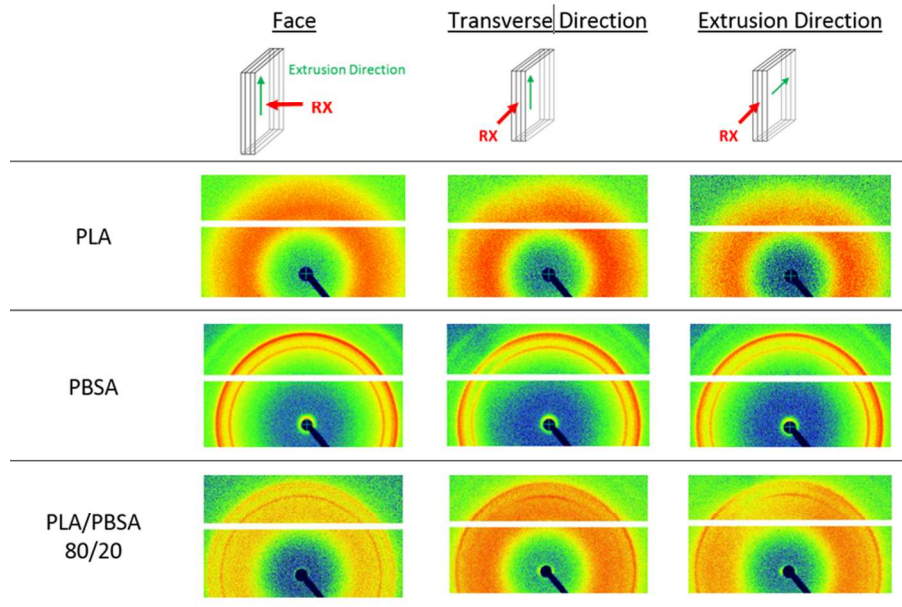 Face
Transverse Direction
Extrusion Direction
Extrusion Direction
RX
RX
RX
PLA
PBSA
PLA/PBSA
80/20